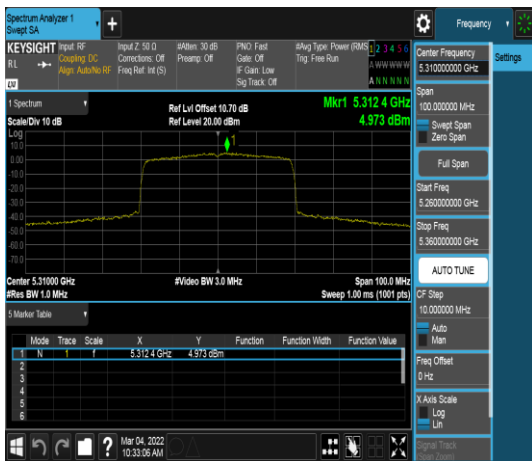 Spectrum Analyzer 1
Swept SA
+
Frequency
KEYSIGHT
RL
LXI
Input: RF
Coupling: DC
Align: Auto/No RF
Input Z: 50 Ω
Corrections: Off
Freq Ref: Int (S)
#Atten: 30 dB
Preamp: Off
PNO: Fast
Gate: Off
IF Gain: Low
Sig Track: Off
#Avg Type: Power (RMS
Trig: Free Run
1 2 3 4 5 6
A W W W W W
A N N N N N
Center Frequency
5.310000000 GHz
Settings
Span
100.000000 MHz
Swept Span
Zero Span
Full Span
Start Freq
5.260000000 GHz
Stop Freq
5.360000000 GHz
AUTO TUNE
CF Step
10.000000 MHz
Auto
Man
Freq Offset
0 Hz
X Axis Scale
Log
Lin
Signal Track
(Span Zoom)
1 Spectrum
Scale/Div 10 dB
Ref Lvl Offset 10.70 dB
Ref Level 20.00 dBm
Mkr1 5.312 4 GHz
4.973 dBm
Log
10.0
0.00
-10.0
-20.0
-30.0
-40.0
-50.0
-60.0
-70.0
1
Center 5.31000 GHz
#Res BW 1.0 MHz
#Video BW 3.0 MHz
Span 100.0 MHz
Sweep 1.00 ms (1001 pts)
5 Marker Table
Mode Trace Scale X Y Function Function Width Function Value
1 N 1 f 5.312 4 GHz 4.973 dBm
2
3
4
5
6
?
Mar 04, 2022
10:33:06 AM